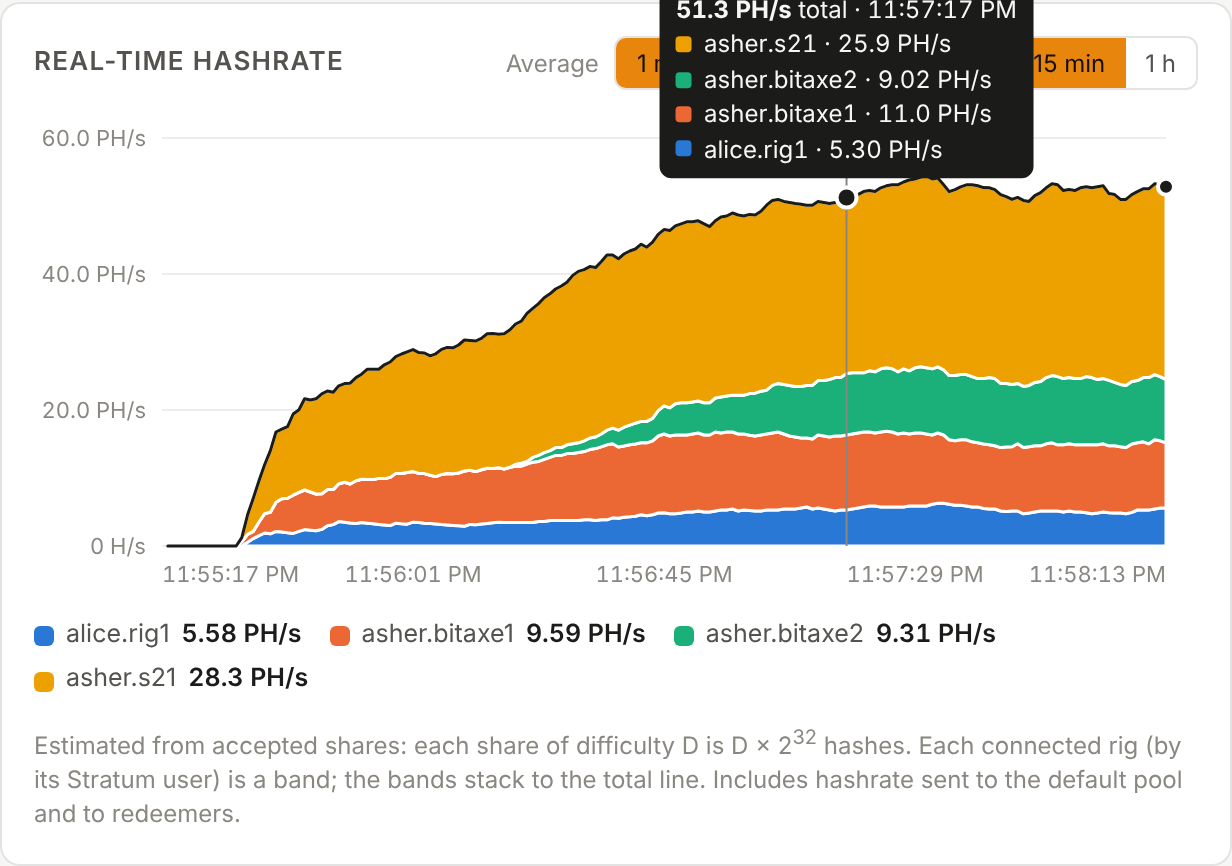 51.3 PH/s total · 11:57:17 PM
REAL-TIME HASHRATE
Average
1
15 min
1 h
asher.s21 · 25.9 PH/s
asher.bitaxe2 · 9.02 PH/s
asher.bitaxe1 · 11.0 PH/s
alice.rig1 · 5.30 PH/s
60.0 PH/s
40.0 PH/s
20.0 PH/s
0 H/s
11:55:17 PM
11:56:01 PM
11:56:45 PM
11:57:29 PM
11:58:13 PM
alice.rig1 5.58 PH/s asher.bitaxe1 9.59 PH/s asher.bitaxe2 9.31 PH/s
asher.s21 28.3 PH/s
Estimated from accepted shares: each share of difficulty D is D × 2³² hashes. Each connected rig (by
its Stratum user) is a band; the bands stack to the total line. Includes hashrate sent to the default pool
and to redeemers.